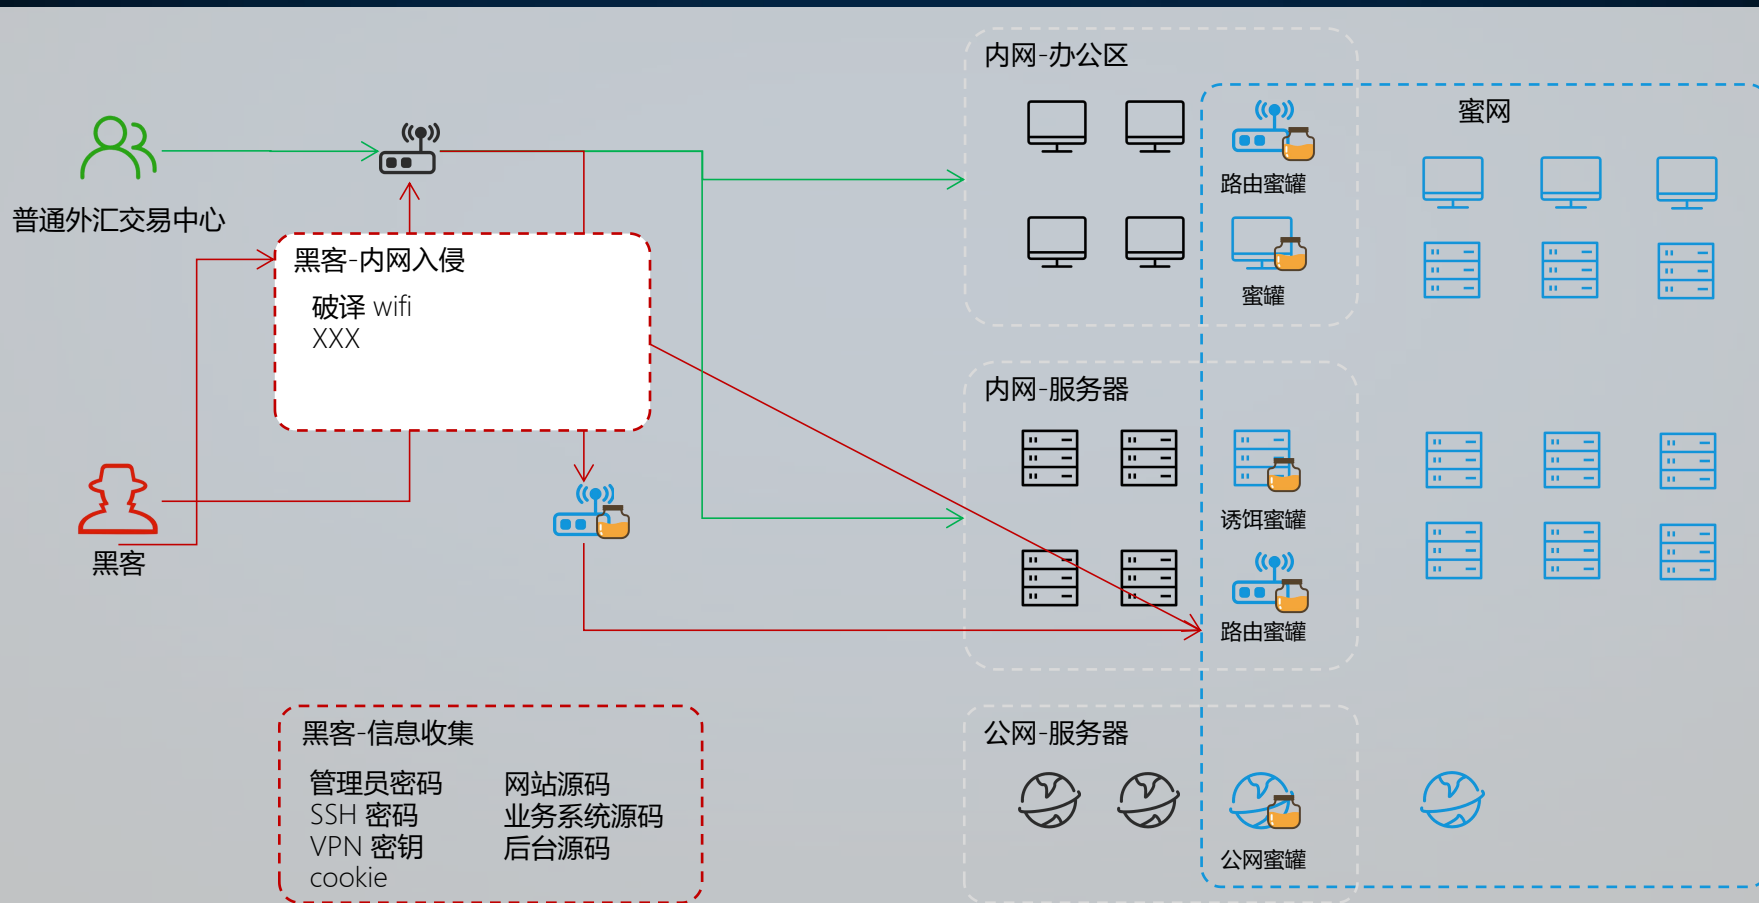 普通外汇交易中心
黑客-内网入侵
破译 wifi
XXX
黑客
黑客-信息收集
管理员密码
SSH 密码
VPN 密钥
cookie
网站源码
业务系统源码
后台源码
内网-办公区
路由蜜罐
蜜罐
蜜网
内网-服务器
诱饵蜜罐
路由蜜罐
公网-服务器
公网蜜罐